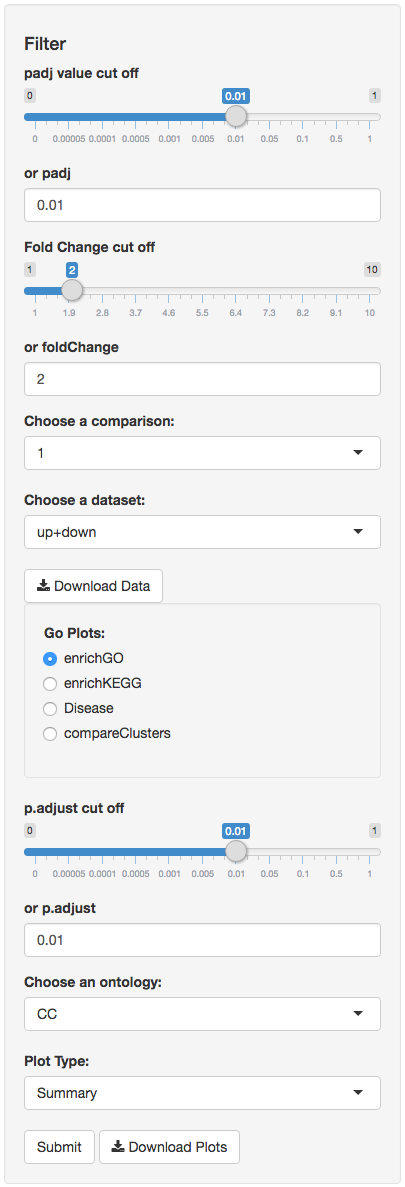 Filter
padj value cut off
0 0.01 1
0 0.00005 0.0001 0.0005 0.001 0.005 0.01 0.05 0.1 0.5 1
or padj
0.01
Fold Change cut off
1 2 10
1 1.9 2.8 3.7 4.6 5.5 6.4 7.3 8.2 9.1 10
or foldChange
2
Choose a comparison:
1
Choose a dataset:
up+down
Download Data
Go Plots:
enrichGO
enrichKEGG
Disease
compareClusters
p.adjust cut off
0 0.01 1
0 0.00005 0.0001 0.0005 0.001 0.005 0.01 0.05 0.1 0.5 1
or p.adjust
0.01
Choose an ontology:
CC
Plot Type:
Summary
Submit Download Plots